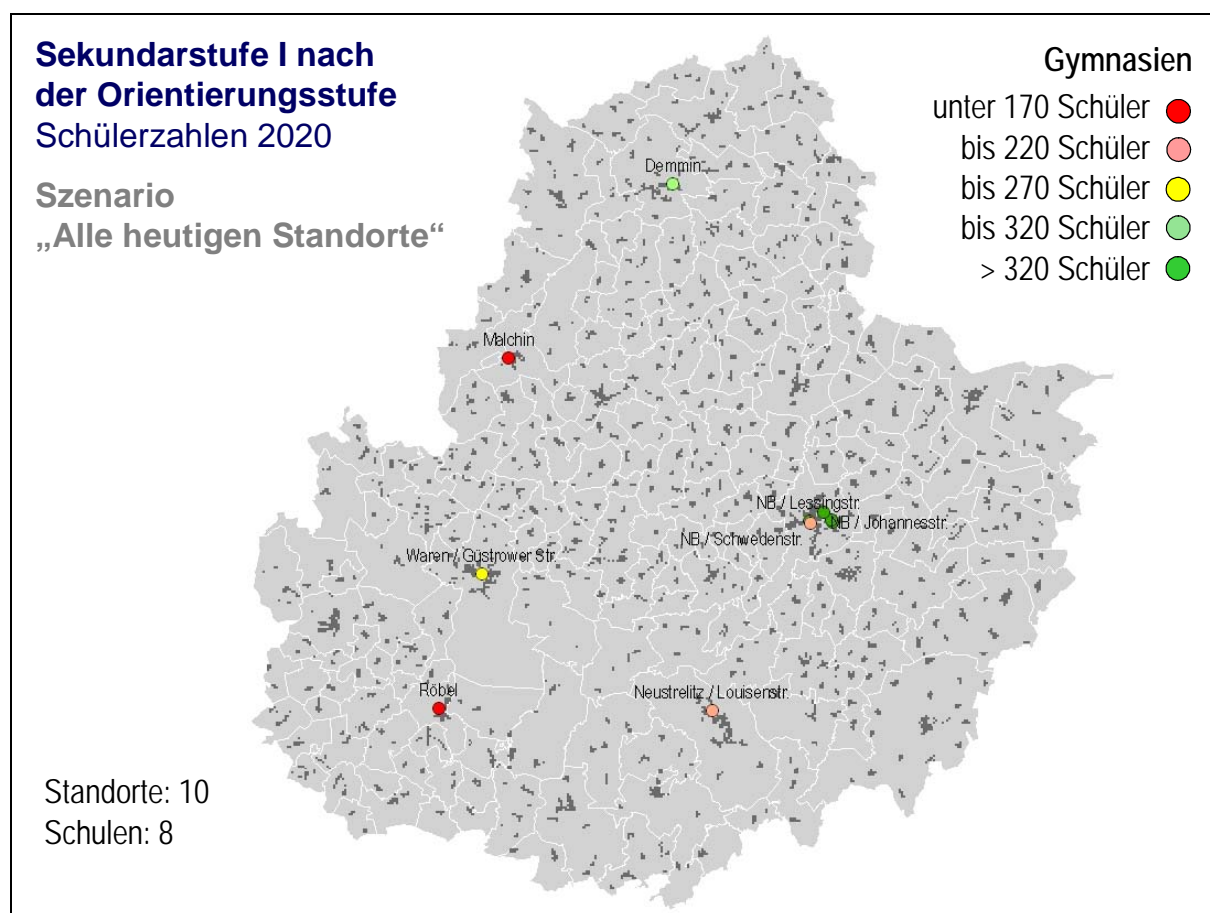 Sekundarstufe I nach
der Orientierungsstufe
Schülerzahlen 2020
Szenario
„Alle heutigen Standorte“
Gymnasien
unter 170 Schüler
bis 220 Schüler
bis 270 Schüler
bis 320 Schüler
> 320 Schüler
Demmin
Malchin
NB / Lessingstr.
NB / Johannesstr.
NB / Schwedenstr.
Waren / Güstrower Str.
Röbel
Neustrelitz / Louisenstr.
Standorte: 10
Schulen: 8